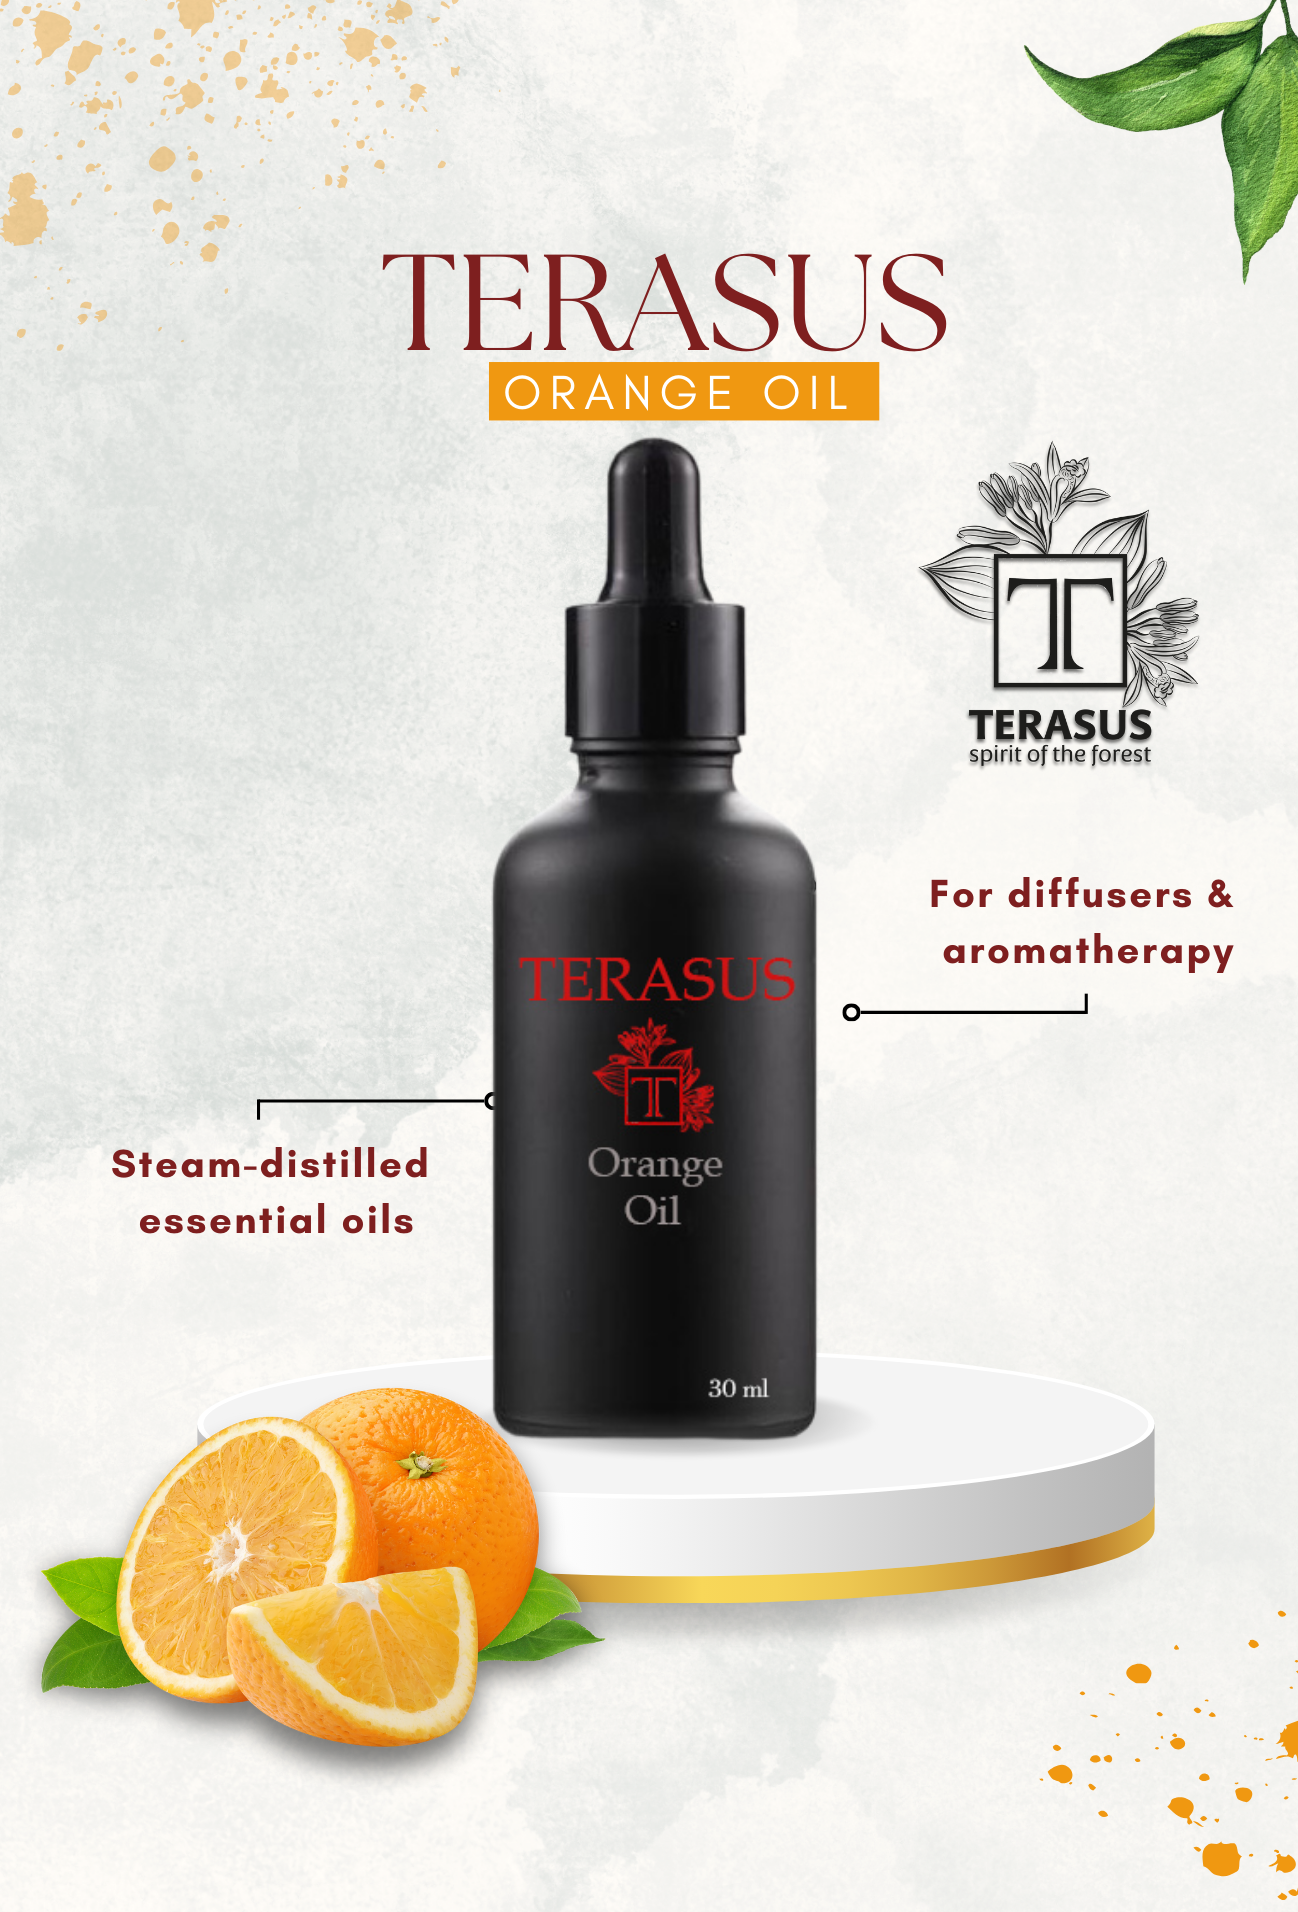 TERASUS
ORANGE OIL
T
TERASUS
spirit of the forest
For diffusers &
aromatherapy
TERASUS
T
Orange
Oil
Steam-distilled
essential oils
30 ml